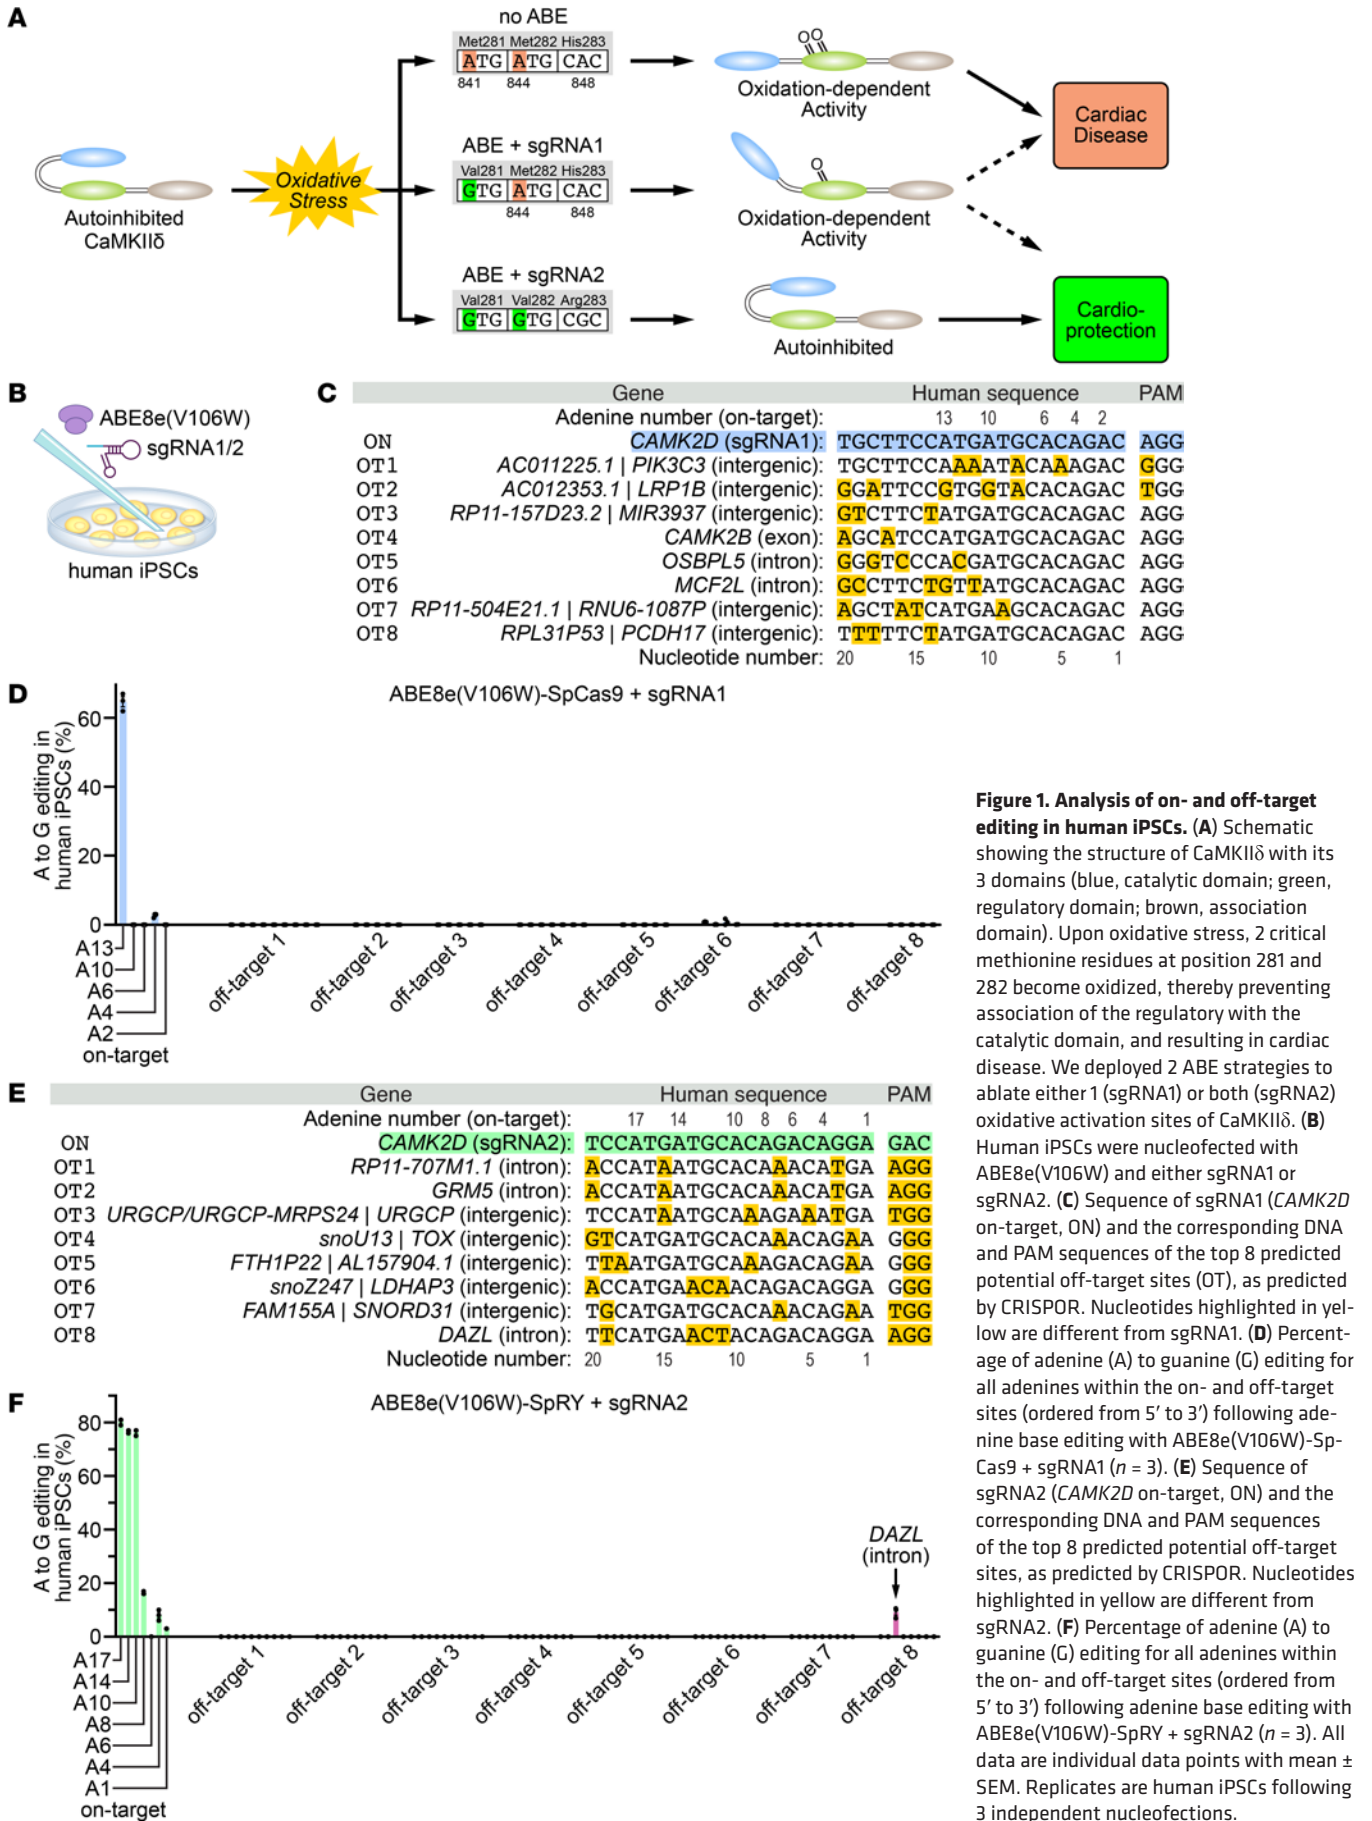 A
no ABE
Met281 Met282 His283
ATG ATG CAC
841 844 848
Oxidation-dependent
Activity
Cardiac
Disease
Autoinhibited
CaMKIIδ
Oxidative
Stress
ABE + sgRNA1
Val281 Met282 His283
GTG ATG CAC
844 848
Oxidation-dependent
Activity
ABE + sgRNA2
Val281 Val282 Arg283
GTG GTG CGC
Autoinhibited
Cardio-
protection
B
ABE8e(V106W)
sgRNA1/2
human iPSCs
C
Gene Human sequence PAM
Adenine number (on-target): 13 10 6 4 2
ON CAMK2D (sgRNA1): TGCTTCCATGATGCACAGAC AGG
OT1 AC011225.1 | PIK3C3 (intergenic): TGCTTCCAAAATACAAAGAC GGG
OT2 AC012353.1 | LRP1B (intergenic): GGATTCCGTGGTACACAGAC TGG
OT3 RP11-157D23.2 | MIR3937 (intergenic): GTCTTCTATGATGCACAGAC AGG
OT4 CAMK2B (exon): AGCATCCATGATGCACAGAC AGG
OT5 OSBPL5 (intron): GGGTCCCACGATGCACAGAC AGG
OT6 MCF2L (intron): GCCTTCTGTTATGCACAGAC AGG
OT7 RP11-504E21.1 | RNU6-1087P (intergenic): AGCTATCATGAAGCACAGAC AGG
OT8 RPL31P53 | PCDH17 (intergenic): TTTTTCTATGATGCACAGAC AGG
Nucleotide number: 20 15 10 5 1
D
ABE8e(V106W)-SpCas9 + sgRNA1
A to G editing in
human iPSCs (%)
60
40
20
0
A13
A10
A6
A4
A2
on-target
off-target 1
off-target 2
off-target 3
off-target 4
off-target 5
off-target 6
off-target 7
off-target 8
E
Gene Human sequence PAM
Adenine number (on-target): 17 14 10 8 6 4 1
ON CAMK2D (sgRNA2): TCCATGATGCACAGACAGGA GAC
OT1 RP11-707M1.1 (intron): ACCATAATGCACAAACATGA AGG
OT2 GRM5 (intron): ACCATAATGCACAAACATGA AGG
OT3 URGCP/URGCP-MRPS24 | URGCP (intergenic): TCCATAATGCAAAGAAATGA TGG
OT4 snoU13 | TOX (intergenic): GTCATGATGCACAAACAGAA GGG
OT5 FTH1P22 | AL157904.1 (intergenic): TTAATGATGCAAAGACAGAA GGG
OT6 snoZ247 | LDHAP3 (intergenic): ACCATGAACAACAGACAGGA GGG
OT7 FAM155A | SNORD31 (intergenic): TGCATGATGCACAAACAGAA TGG
OT8 DAZL (intron): TTCATGAACTACAGACAGGA AGG
Nucleotide number: 20 15 10 5 1
F
ABE8e(V106W)-SpRY + sgRNA2
A to G editing in
human iPSCs (%)
80
60
40
20
0
DAZL
(intron)
A17
A14
A10
A8
A6
A4
A1
on-target
off-target 1
off-target 2
off-target 3
off-target 4
off-target 5
off-target 6
off-target 7
off-target 8
Figure 1. Analysis of on- and off-target
editing in human iPSCs. (A) Schematic
showing the structure of CaMKIIδ with its
3 domains (blue, catalytic domain; green,
regulatory domain; brown, association
domain). Upon oxidative stress, 2 critical
methionine residues at position 281 and
282 become oxidized, thereby preventing
association of the regulatory with the
catalytic domain, and resulting in cardiac
disease. We deployed 2 ABE strategies to
ablate either 1 (sgRNA1) or both (sgRNA2)
oxidative activation sites of CaMKIIδ. (B)
Human iPSCs were nucleofected with
ABE8e(V106W) and either sgRNA1 or
sgRNA2. (C) Sequence of sgRNA1 (CAMK2D
on-target, ON) and the corresponding DNA
and PAM sequences of the top 8 predicted
potential off-target sites (OT), as predicted
by CRISPOR. Nucleotides highlighted in yel-
low are different from sgRNA1. (D) Percent-
age of adenine (A) to guanine (G) editing for
all adenines within the on- and off-target
sites (ordered from 5′ to 3′) following ade-
nine base editing with ABE8e(V106W)-Sp-
Cas9 + sgRNA1 (n = 3). (E) Sequence of
sgRNA2 (CAMK2D on-target, ON) and the
corresponding DNA and PAM sequences
of the top 8 predicted potential off-target
sites, as predicted by CRISPOR. Nucleotides
highlighted in yellow are different from
sgRNA2. (F) Percentage of adenine (A) to
guanine (G) editing for all adenines within
the on- and off-target sites (ordered from
5′ to 3′) following adenine base editing with
ABE8e(V106W)-SpRY + sgRNA2 (n = 3). All
data are individual data points with mean ±
SEM. Replicates are human iPSCs following
3 independent nucleofections.